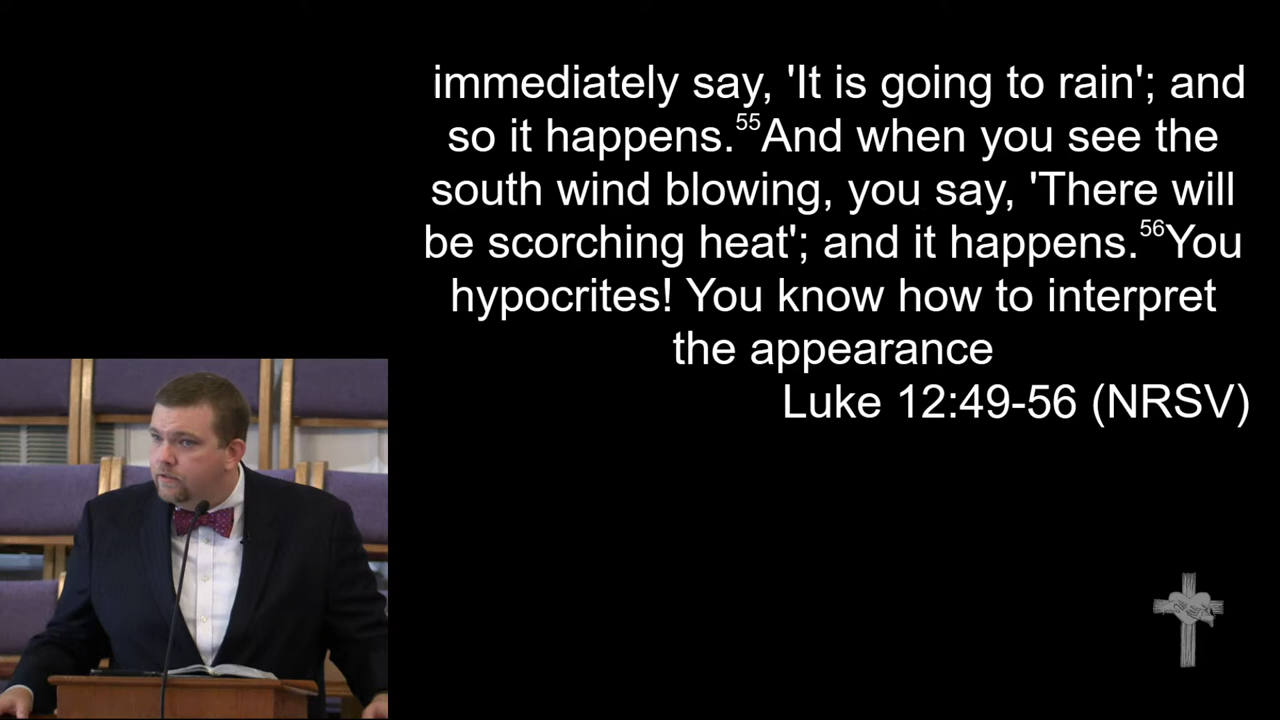 immediately say, 'It is going to rain'; and
so it happens.55And when you see the
south wind blowing, you say, 'There will
be scorching heat'; and it happens.56You
hypocrites! You know how to interpret
the appearance
Luke 12:49-56 (NRSV)